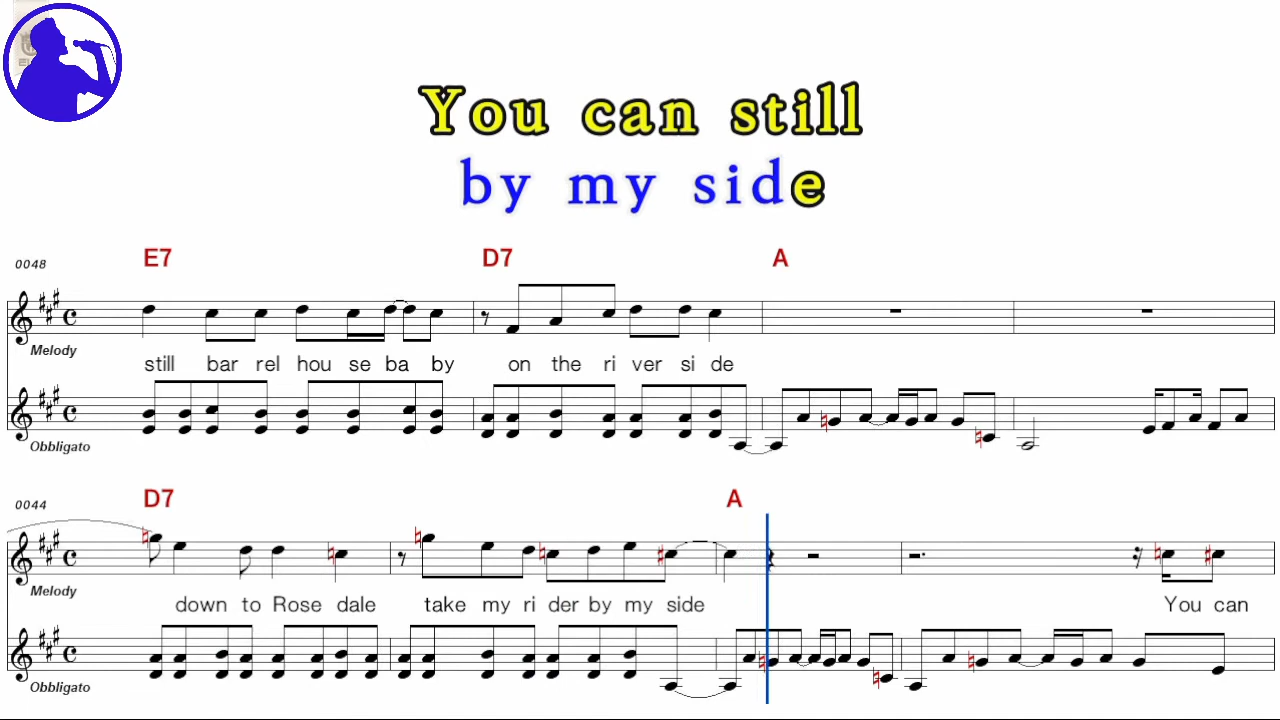 You can still
by my side
E7 D7 A
0048
Melody
still bar rel hou se ba by on the ri ver si de
Obbligato
D7 A
0044
Melody
down to Rose dale take my ri der by my side You can
Obbligato